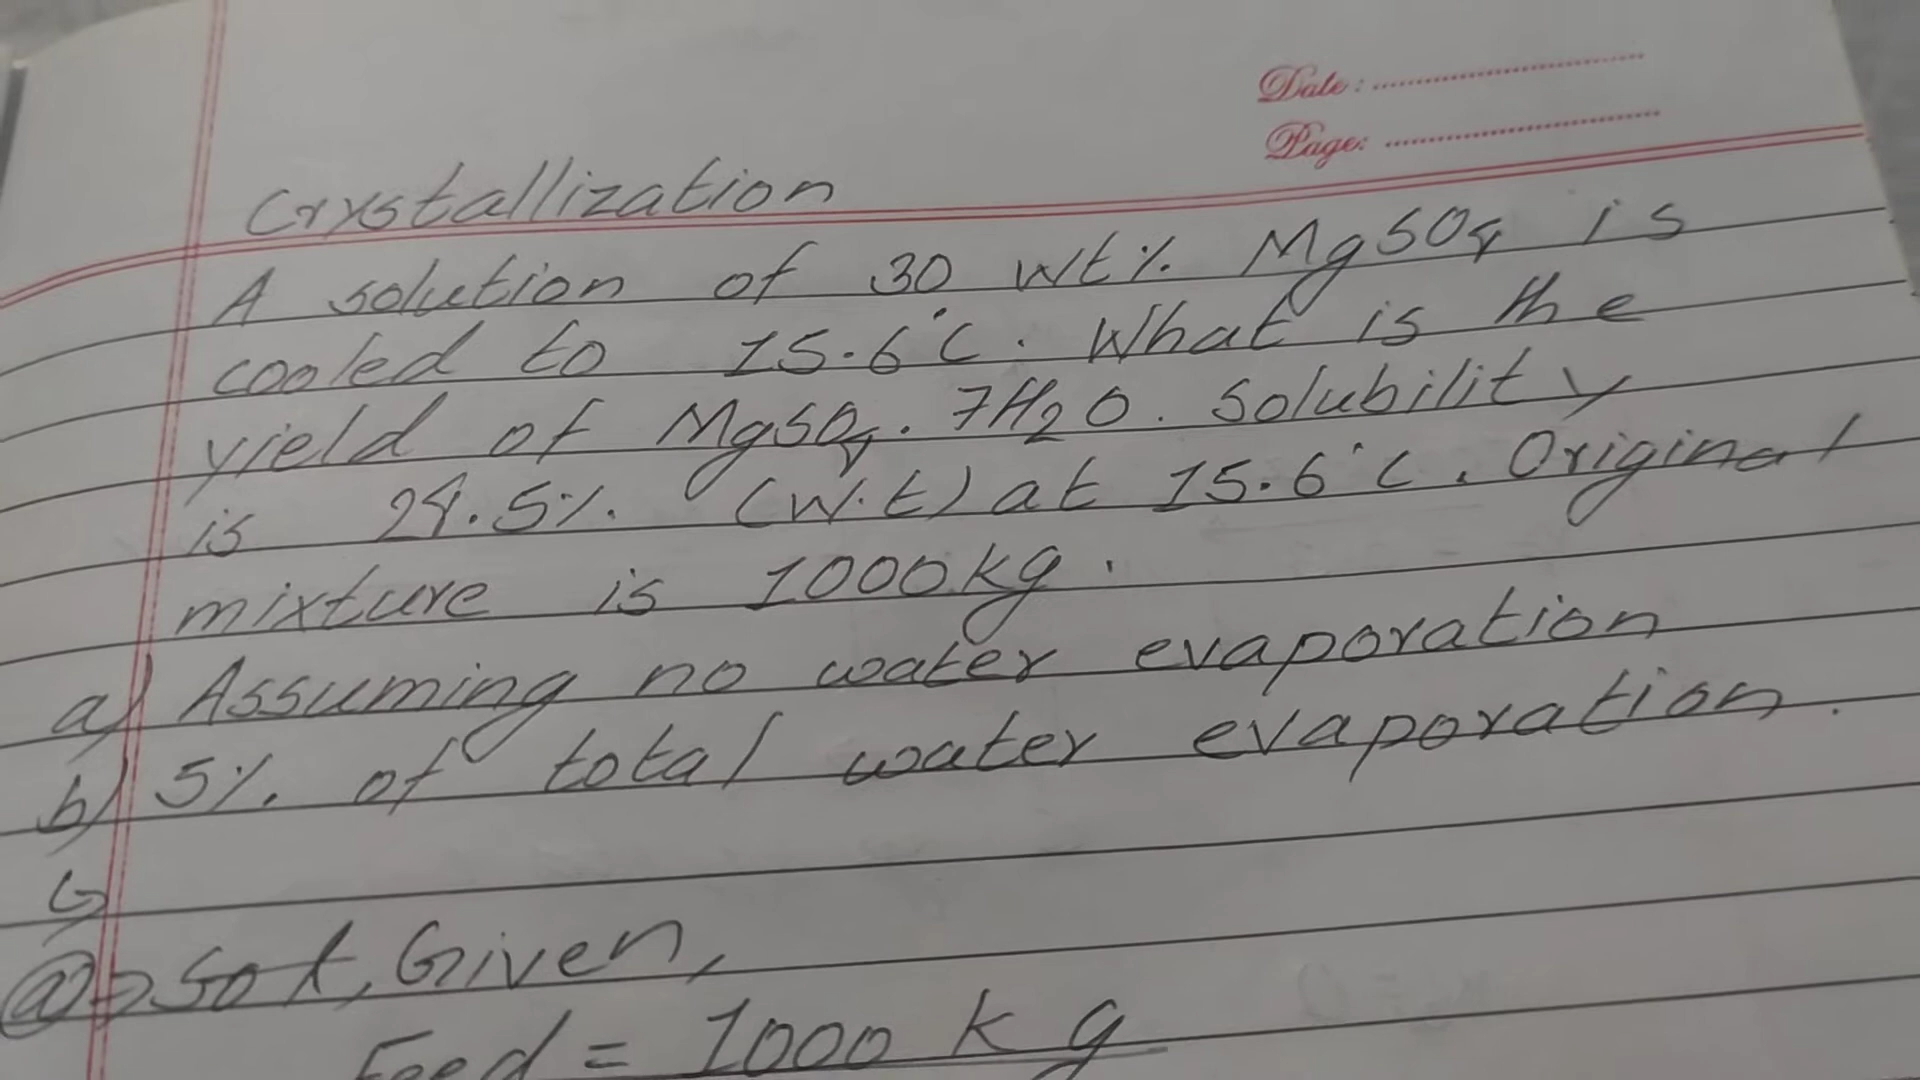 Date: ....................
Page: ....................
Crystallization
A solution of 30 wt% MgSO4 is
cooled to 15.6°C. What is the
yield of MgSO4. 7H2O. Solubility
is 24.5% (w.t) at 15.6°C. Original
mixture is 1000kg.
a) Assuming no water evaporation
b) 5% of total water evaporation.
Given,
Feed = 1000 kg